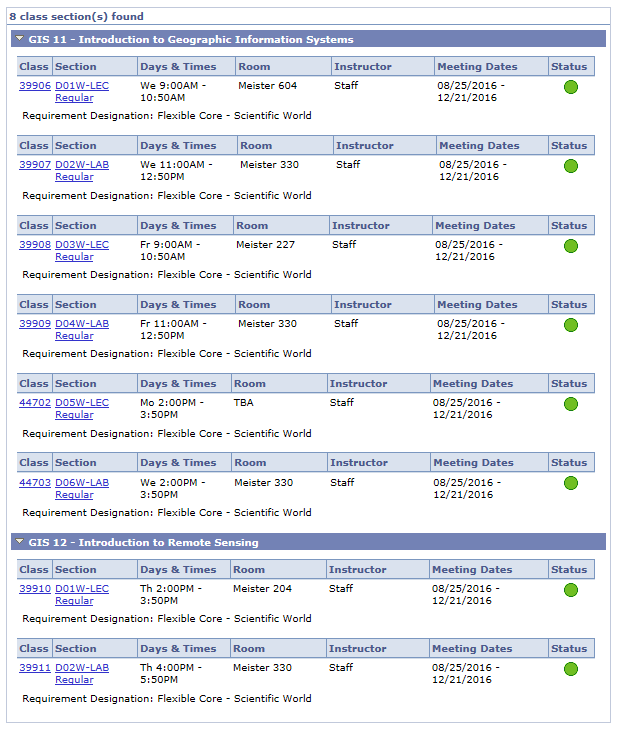 8 class section(s) found
GIS 11 - Introduction to Geographic Information Systems
Class Section Days & Times Room Instructor Meeting Dates Status
39906 D01W-LEC We 9:00AM - Meister 604 Staff 08/25/2016 -
Regular 10:50AM 12/21/2016
Requirement Designation: Flexible Core - Scientific World
Class Section Days & Times Room Instructor Meeting Dates Status
39907 D02W-LAB We 11:00AM - Meister 330 Staff 08/25/2016 -
Regular 12:50PM 12/21/2016
Requirement Designation: Flexible Core - Scientific World
Class Section Days & Times Room Instructor Meeting Dates Status
39908 D03W-LEC Fr 9:00AM - Meister 227 Staff 08/25/2016 -
Regular 10:50AM 12/21/2016
Requirement Designation: Flexible Core - Scientific World
Class Section Days & Times Room Instructor Meeting Dates Status
39909 D04W-LAB Fr 11:00AM - Meister 330 Staff 08/25/2016 -
Regular 12:50PM 12/21/2016
Requirement Designation: Flexible Core - Scientific World
Class Section Days & Times Room Instructor Meeting Dates Status
44702 D05W-LEC Mo 2:00PM - TBA Staff 08/25/2016 -
Regular 3:50PM 12/21/2016
Requirement Designation: Flexible Core - Scientific World
Class Section Days & Times Room Instructor Meeting Dates Status
44703 D06W-LAB We 2:00PM - Meister 330 Staff 08/25/2016 -
Regular 3:50PM 12/21/2016
Requirement Designation: Flexible Core - Scientific World
GIS 12 - Introduction to Remote Sensing
Class Section Days & Times Room Instructor Meeting Dates Status
39910 D01W-LEC Th 2:00PM - Meister 204 Staff 08/25/2016 -
Regular 3:50PM 12/21/2016
Requirement Designation: Flexible Core - Scientific World
Class Section Days & Times Room Instructor Meeting Dates Status
39911 D02W-LAB Th 4:00PM - Meister 330 Staff 08/25/2016 -
Regular 5:50PM 12/21/2016
Requirement Designation: Flexible Core - Scientific World